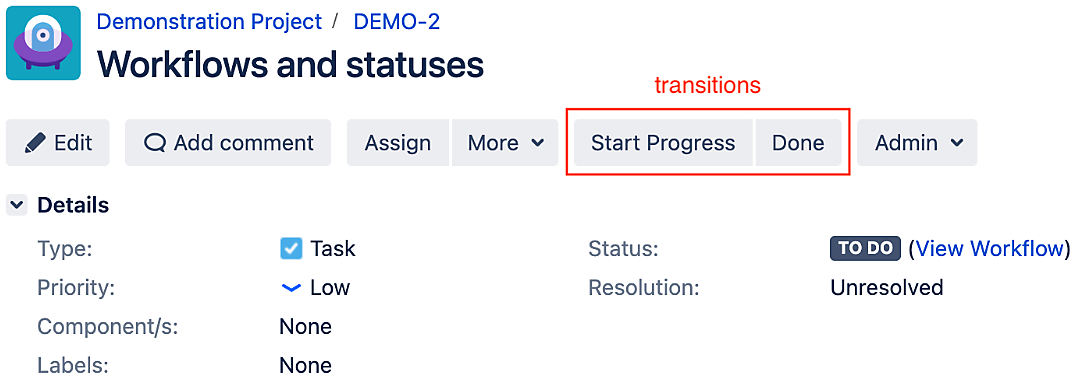 Demonstration Project / DEMO-2
Workflows and statuses
transitions
Edit Add comment Assign More Start Progress Done Admin
Details
Type: Task Status: TO DO (View Workflow)
Priority: Low Resolution: Unresolved
Component/s: None
Labels: None